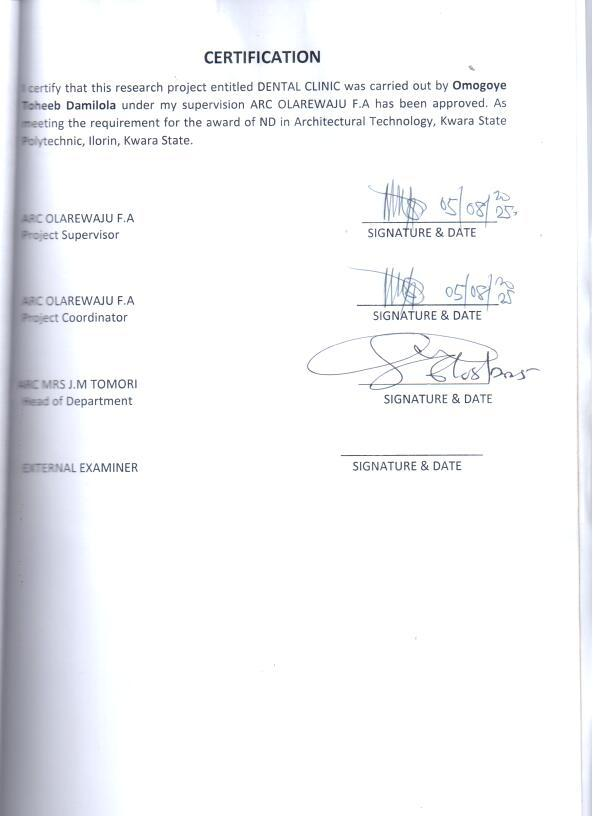 CERTIFICATION
I certify that this research project entitled DENTAL CLINIC was carried out by Omogoye
Toheeb Damilola under my supervision ARC OLAREWAJU F.A has been approved. As
meeting the requirement for the award of ND in Architectural Technology, Kwara State
Polytechnic, Ilorin, Kwara State.
05/08/2025.
ARC OLAREWAJU F.A
Project Supervisor
SIGNATURE & DATE
05/08/2025
ARC OLAREWAJU F.A
Project Coordinator
SIGNATURE & DATE
ARC MRS J.M TOMORI
Head of Department
SIGNATURE & DATE
EXTERNAL EXAMINER
SIGNATURE & DATE